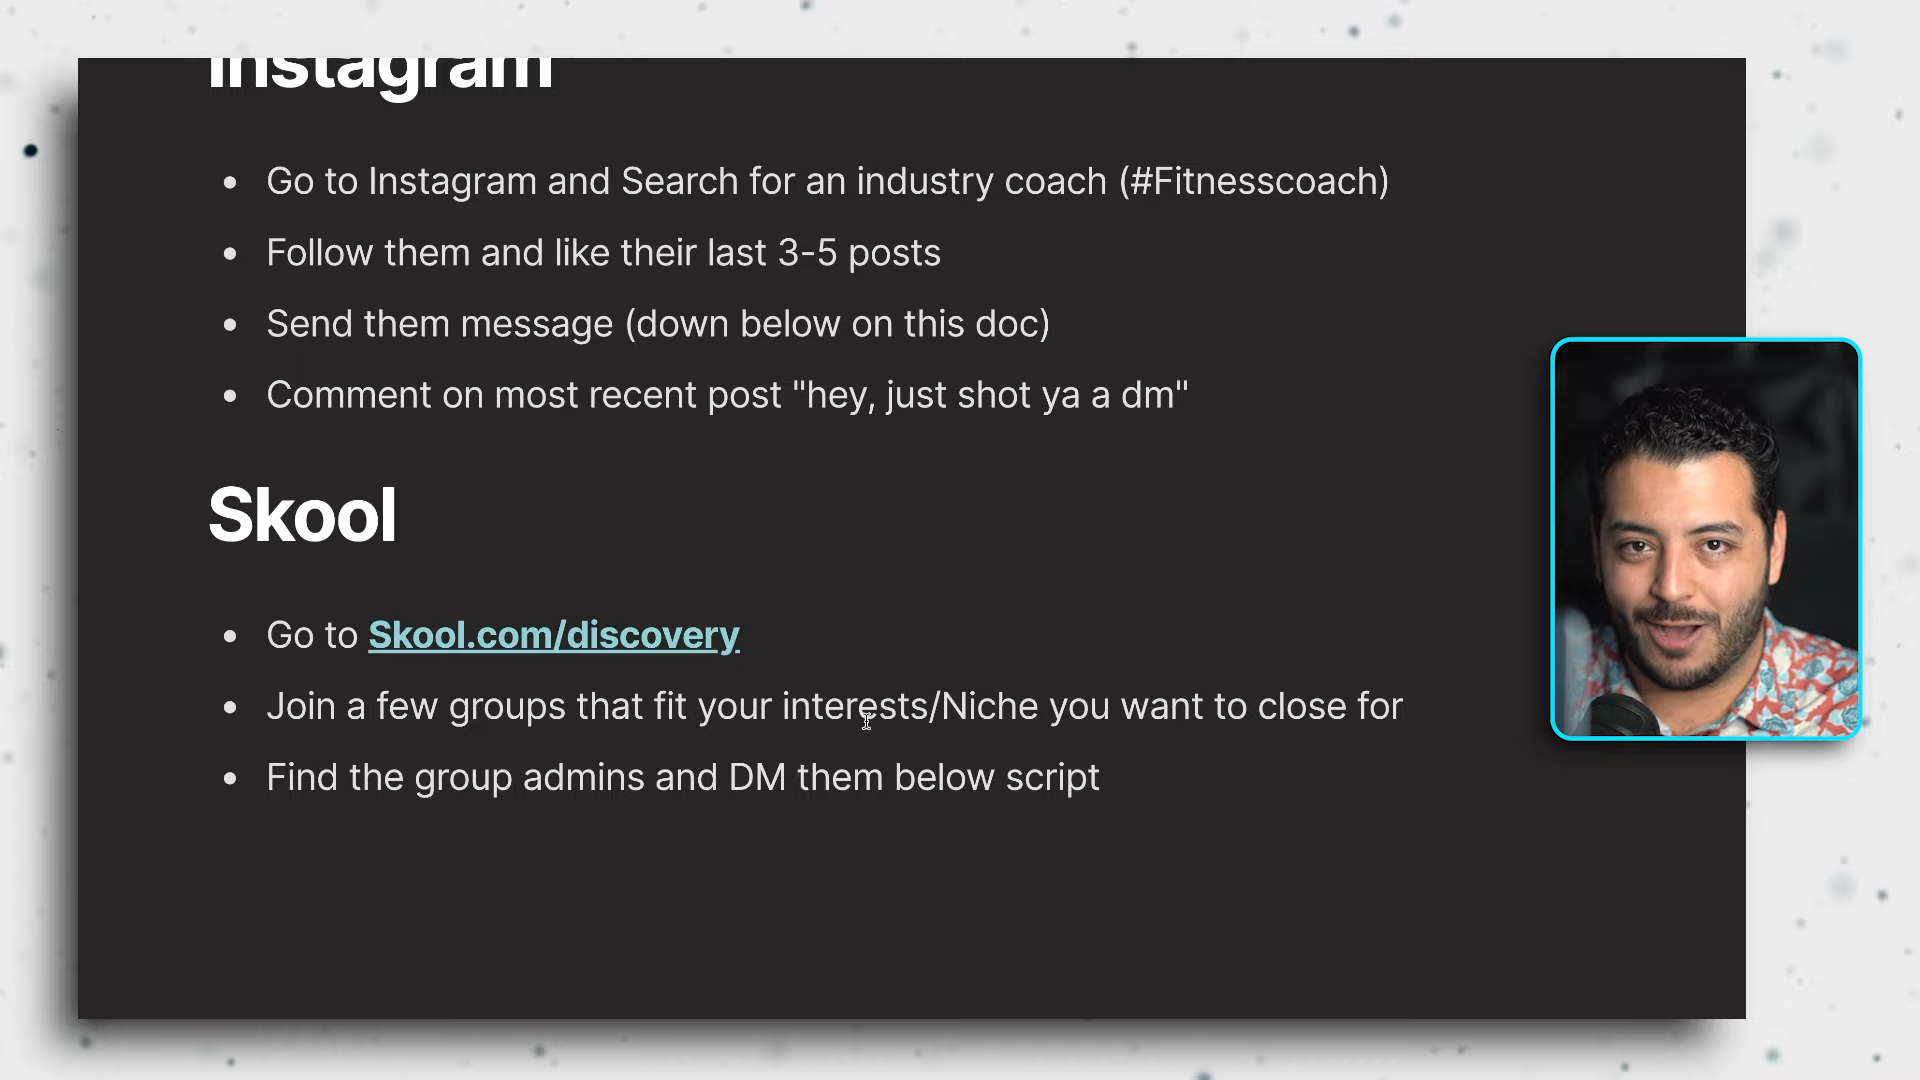 Instagram
Go to Instagram and Search for an industry coach (#Fitnesscoach)
Follow them and like their last 3-5 posts
Send them message (down below on this doc)
Comment on most recent post "hey, just shot ya a dm"
Skool
Go to Skool.com/discovery
Join a few groups that fit your interests/Niche you want to close for
Find the group admins and DM them below script